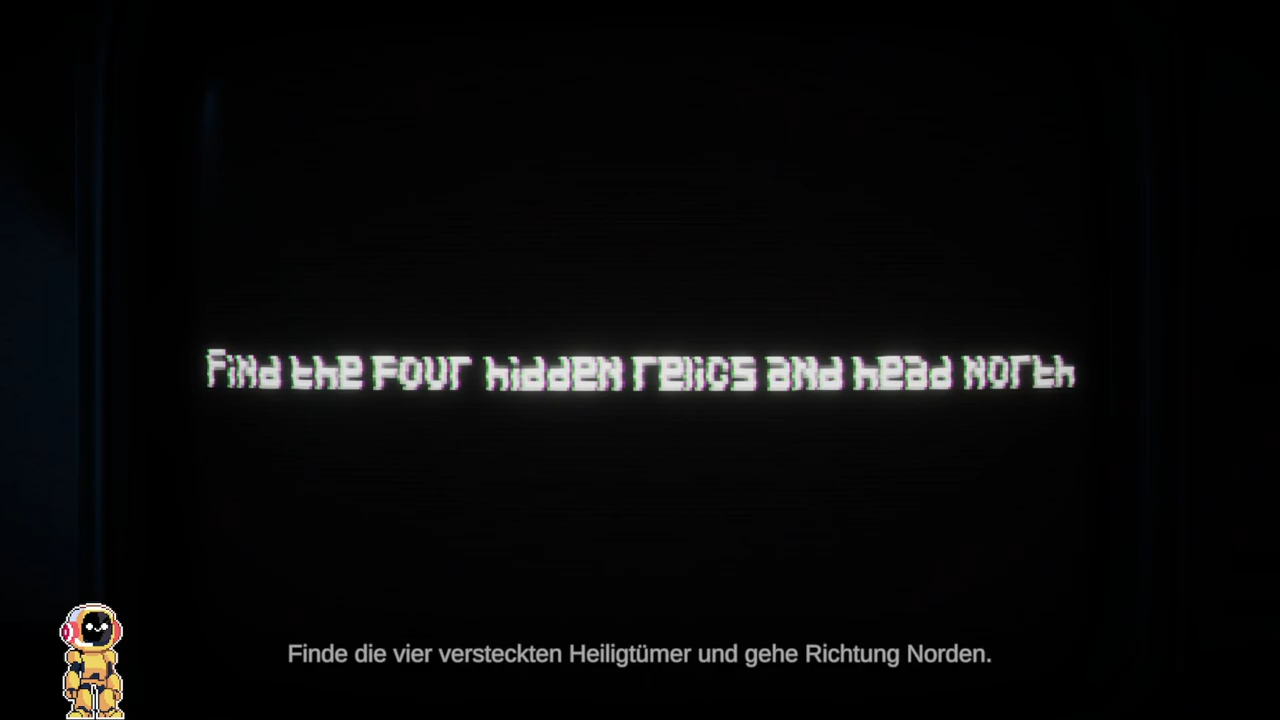 Find the Four hidden relics and head North
Finde die vier versteckten Heiligtümer und gehe Richtung Norden.